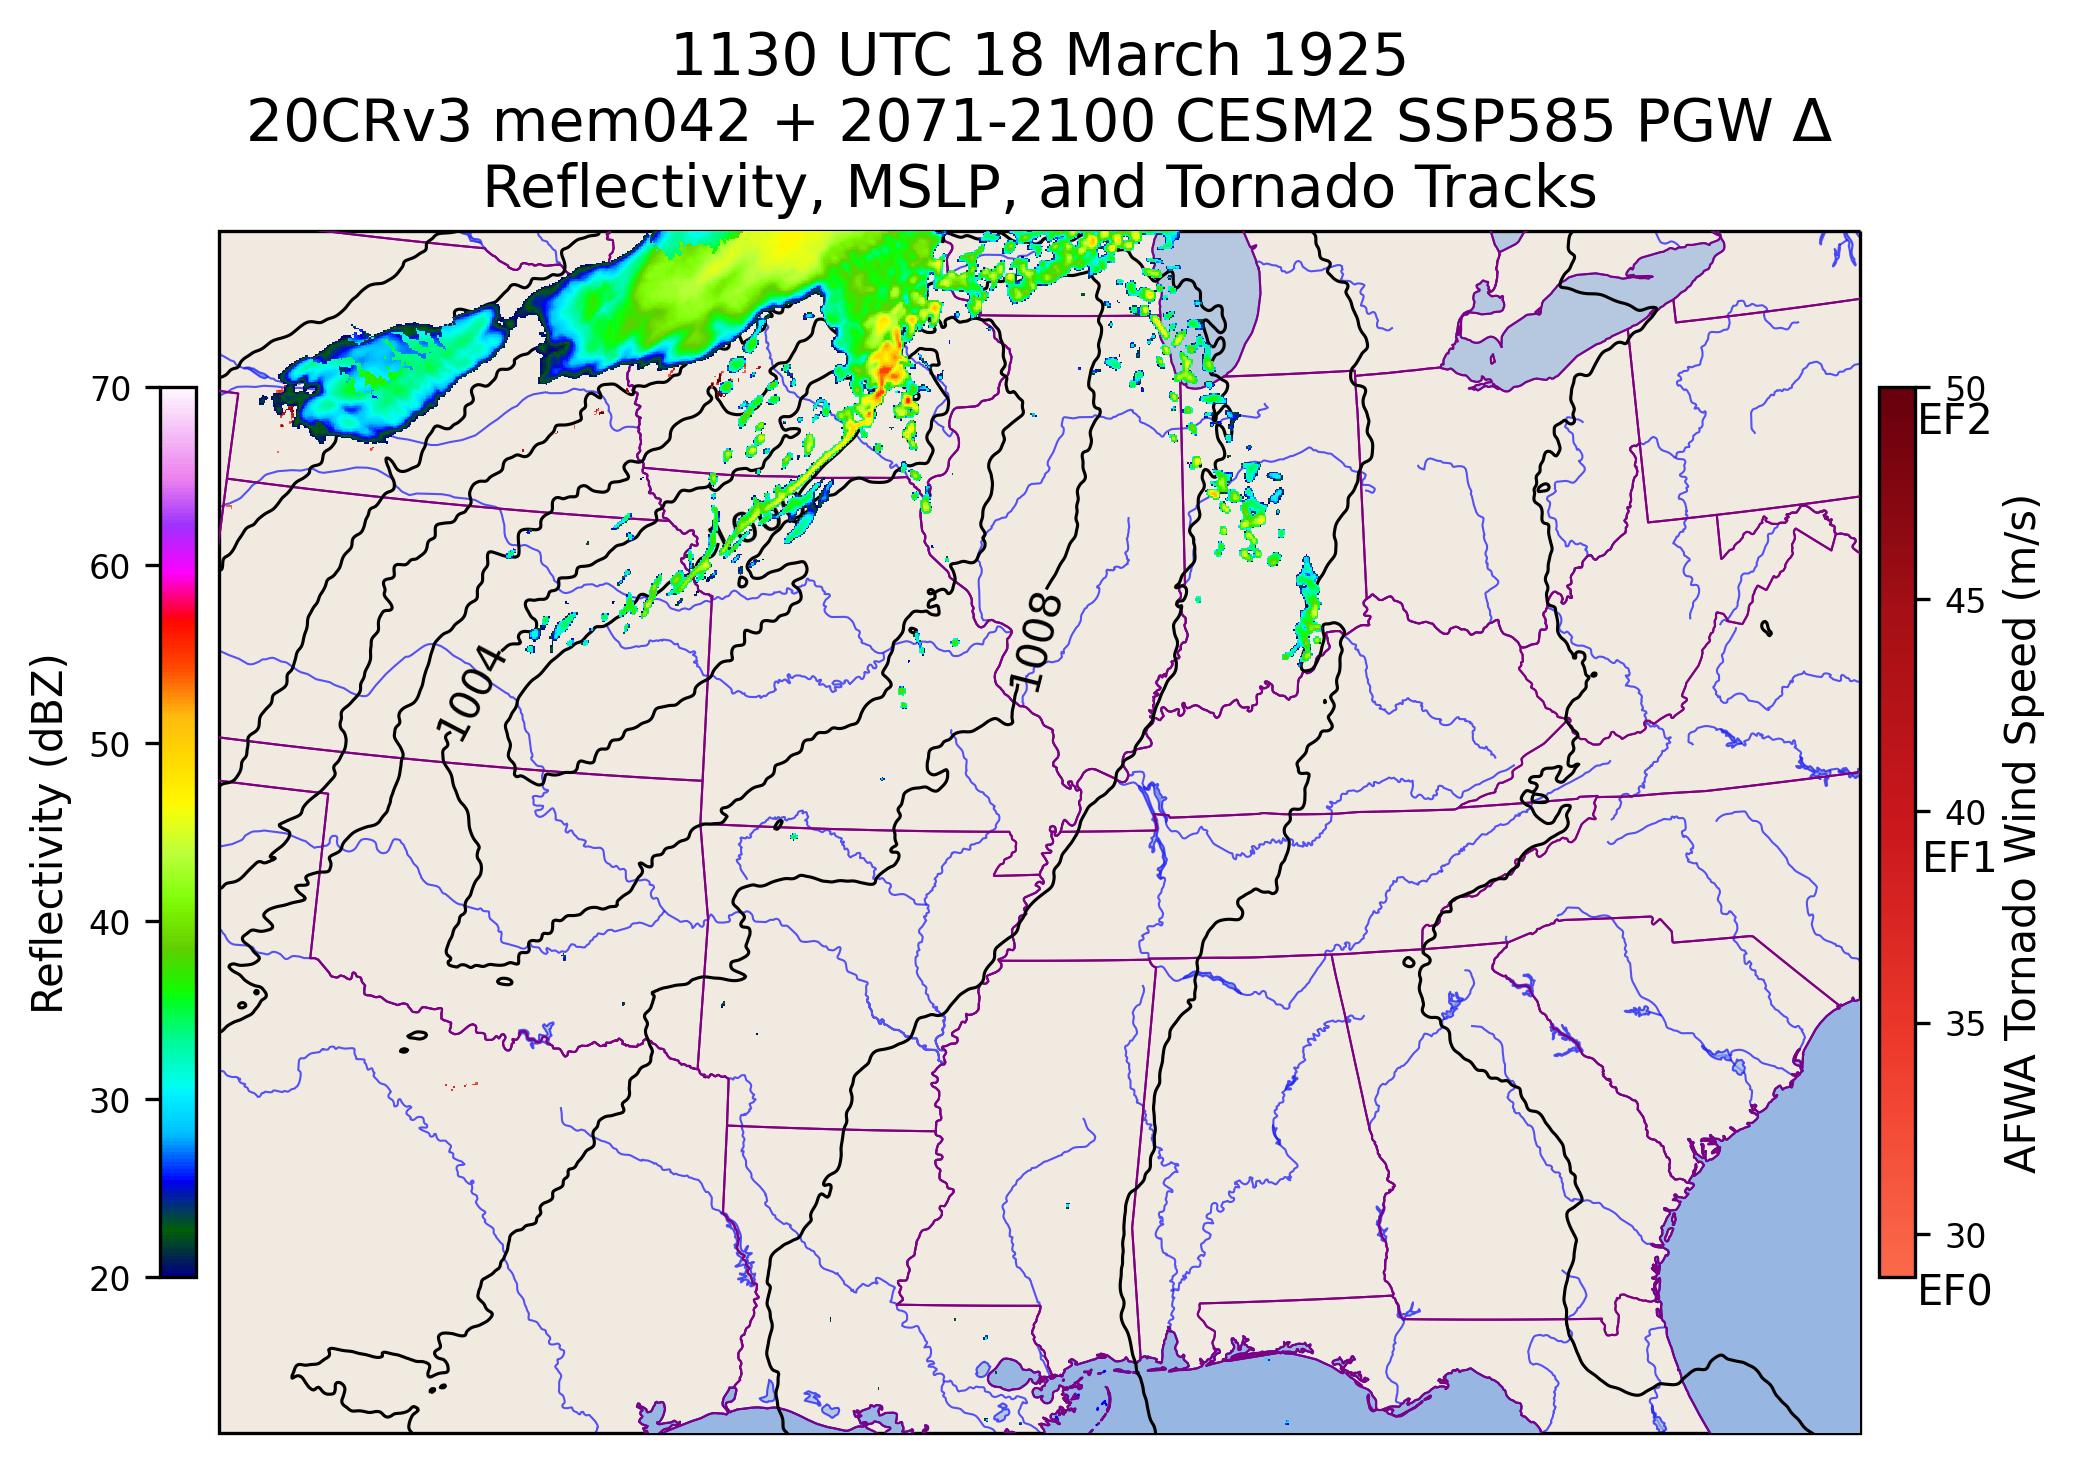 1130 UTC 18 March 1925
20CRv3 mem042 + 2071-2100 CESM2 SSP585 PGW Δ
Reflectivity, MSLP, and Tornado Tracks
70
60
50
40
30
20
Reflectivity (dBZ)
1004
1008
50
EF2
45
40
EF1
35
30
EF0
AFWA Tornado Wind Speed (m/s)